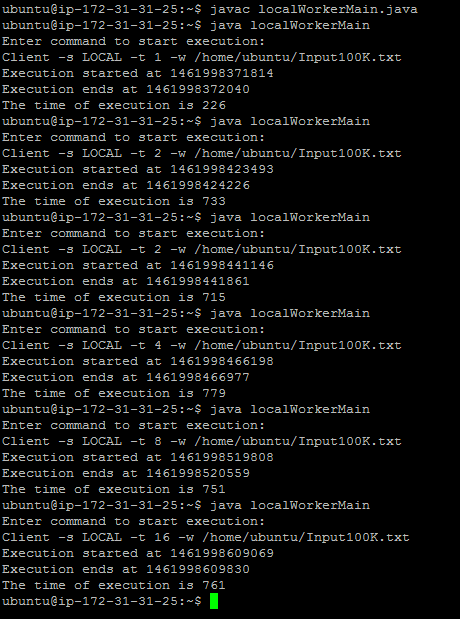 ubuntu@ip-172-31-31-25:~$ javac localWorkerMain.java
ubuntu@ip-172-31-31-25:~$ java localWorkerMain
Enter command to start execution:
Client -s LOCAL -t 1 -w /home/ubuntu/Input100K.txt
Execution started at 1461998371814
Execution ends at 1461998372040
The time of execution is 226
ubuntu@ip-172-31-31-25:~$ java localWorkerMain
Enter command to start execution:
Client -s LOCAL -t 2 -w /home/ubuntu/Input100K.txt
Execution started at 1461998423493
Execution ends at 1461998424226
The time of execution is 733
ubuntu@ip-172-31-31-25:~$ java localWorkerMain
Enter command to start execution:
Client -s LOCAL -t 2 -w /home/ubuntu/Input100K.txt
Execution started at 1461998441146
Execution ends at 1461998441861
The time of execution is 715
ubuntu@ip-172-31-31-25:~$ java localWorkerMain
Enter command to start execution:
Client -s LOCAL -t 4 -w /home/ubuntu/Input100K.txt
Execution started at 1461998466198
Execution ends at 1461998466977
The time of execution is 779
ubuntu@ip-172-31-31-25:~$ java localWorkerMain
Enter command to start execution:
Client -s LOCAL -t 8 -w /home/ubuntu/Input100K.txt
Execution started at 1461998519808
Execution ends at 1461998520559
The time of execution is 751
ubuntu@ip-172-31-31-25:~$ java localWorkerMain
Enter command to start execution:
Client -s LOCAL -t 16 -w /home/ubuntu/Input100K.txt
Execution started at 1461998609069
Execution ends at 1461998609830
The time of execution is 761
ubuntu@ip-172-31-31-25:~$